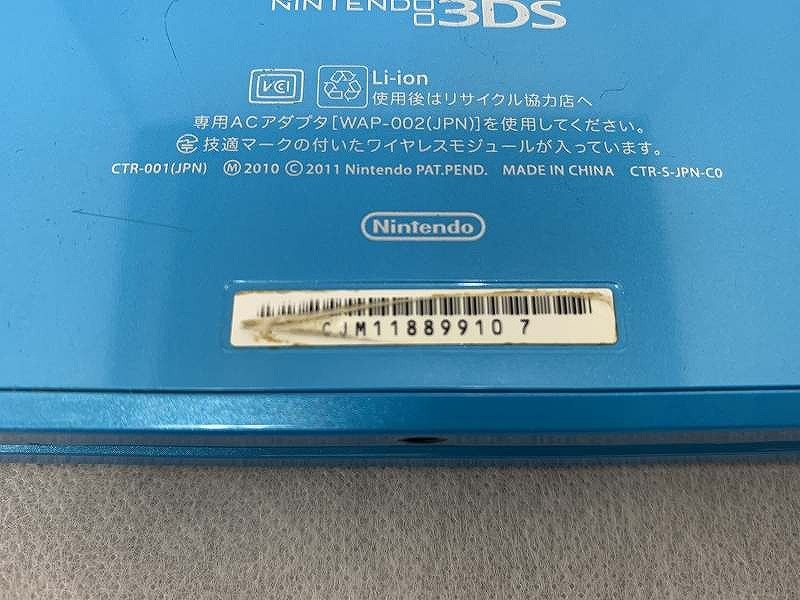 NINTENDO 3DS
VCI
Li-ion
使用後はリサイクル協力店へ
専用ACアダプタ[WAP-002(JPN)]を使用してください。
技適マークの付いたワイヤレスモジュールが入っています。
CTR-001(JPN) Ⓜ 2010 © 2011 Nintendo PAT.PEND. MADE IN CHINA CTR-S-JPN-C0
Nintendo
CJM11889910 7